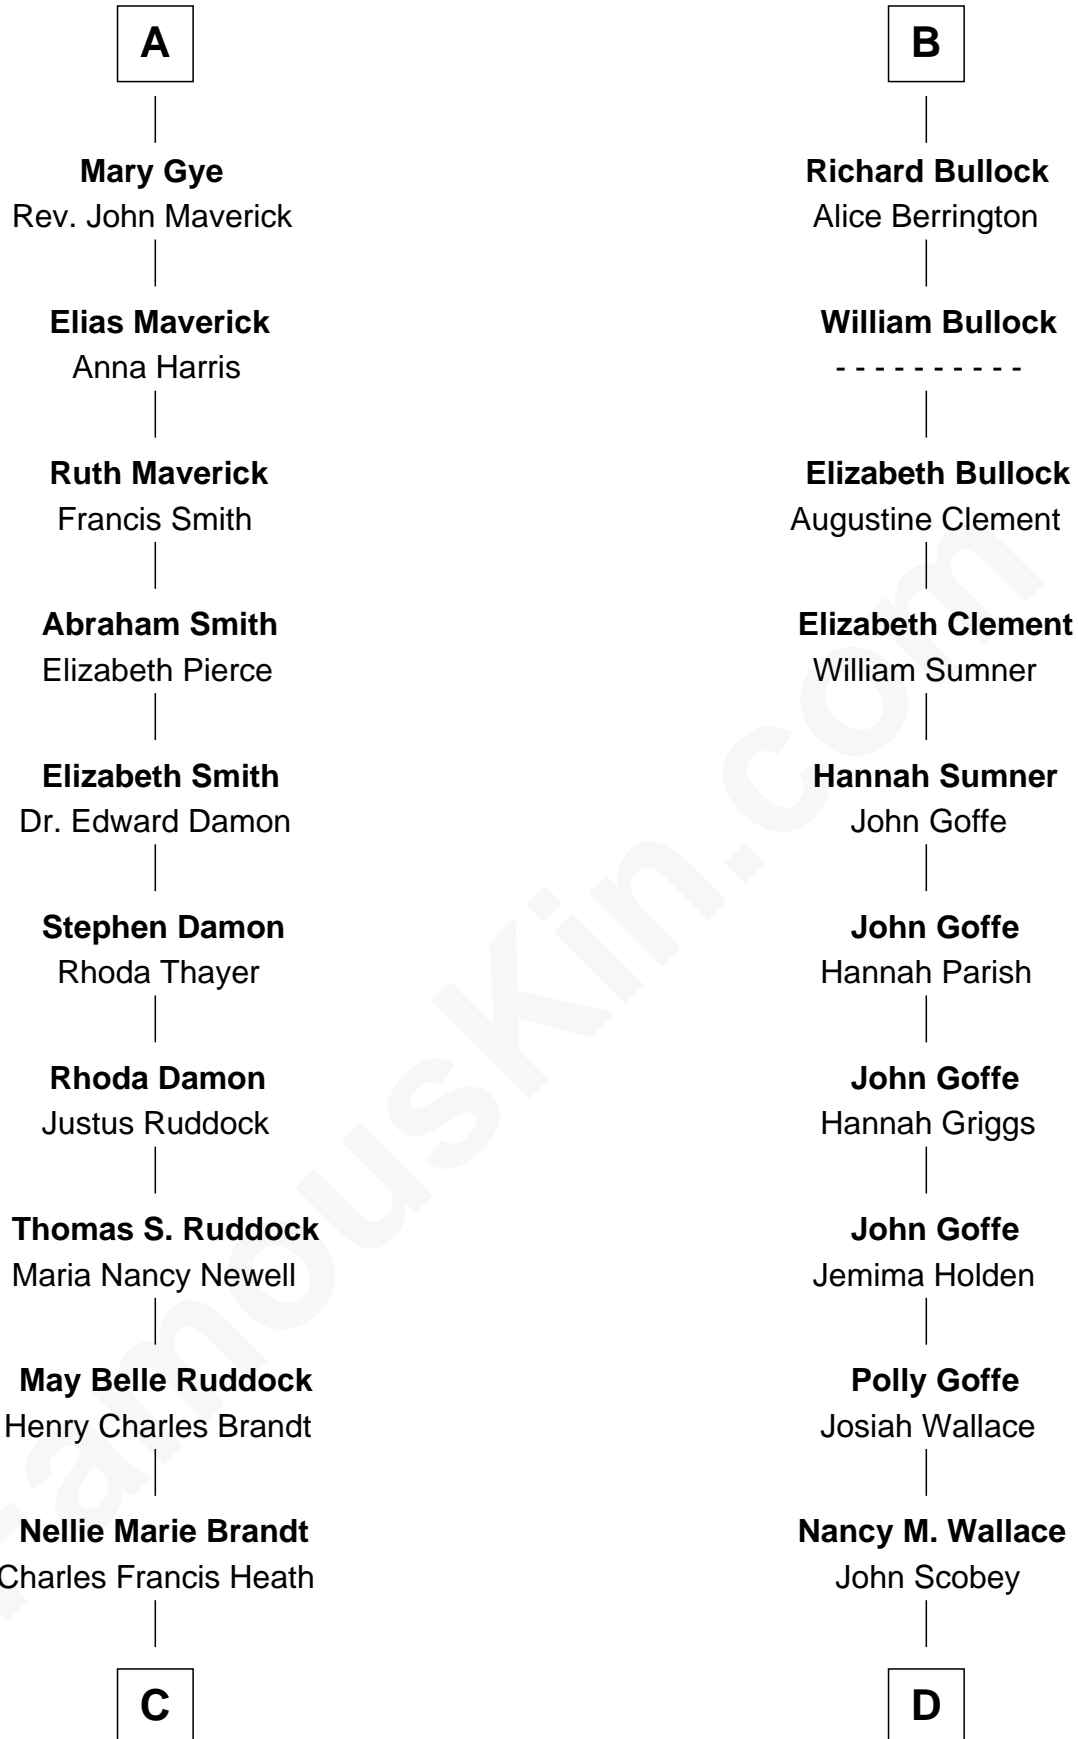 A
Mary Gye
Rev. John Maverick
Elias Maverick
Anna Harris
Ruth Maverick
Francis Smith
Abraham Smith
Elizabeth Pierce
Elizabeth Smith
Dr. Edward Damon
Stephen Damon
Rhoda Thayer
Rhoda Damon
Justus Ruddock
Thomas S. Ruddock
Maria Nancy Newell
May Belle Ruddock
Henry Charles Brandt
Nellie Marie Brandt
Charles Francis Heath
C
B
Richard Bullock
Alice Berrington
William Bullock
- - - - - - - - - -
Elizabeth Bullock
Augustine Clement
Elizabeth Clement
William Sumner
Hannah Sumner
John Goffe
John Goffe
Hannah Parish
John Goffe
Hannah Griggs
John Goffe
Jemima Holden
Polly Goffe
Josiah Wallace
Nancy M. Wallace
John Scobey
D
FamousKin.com